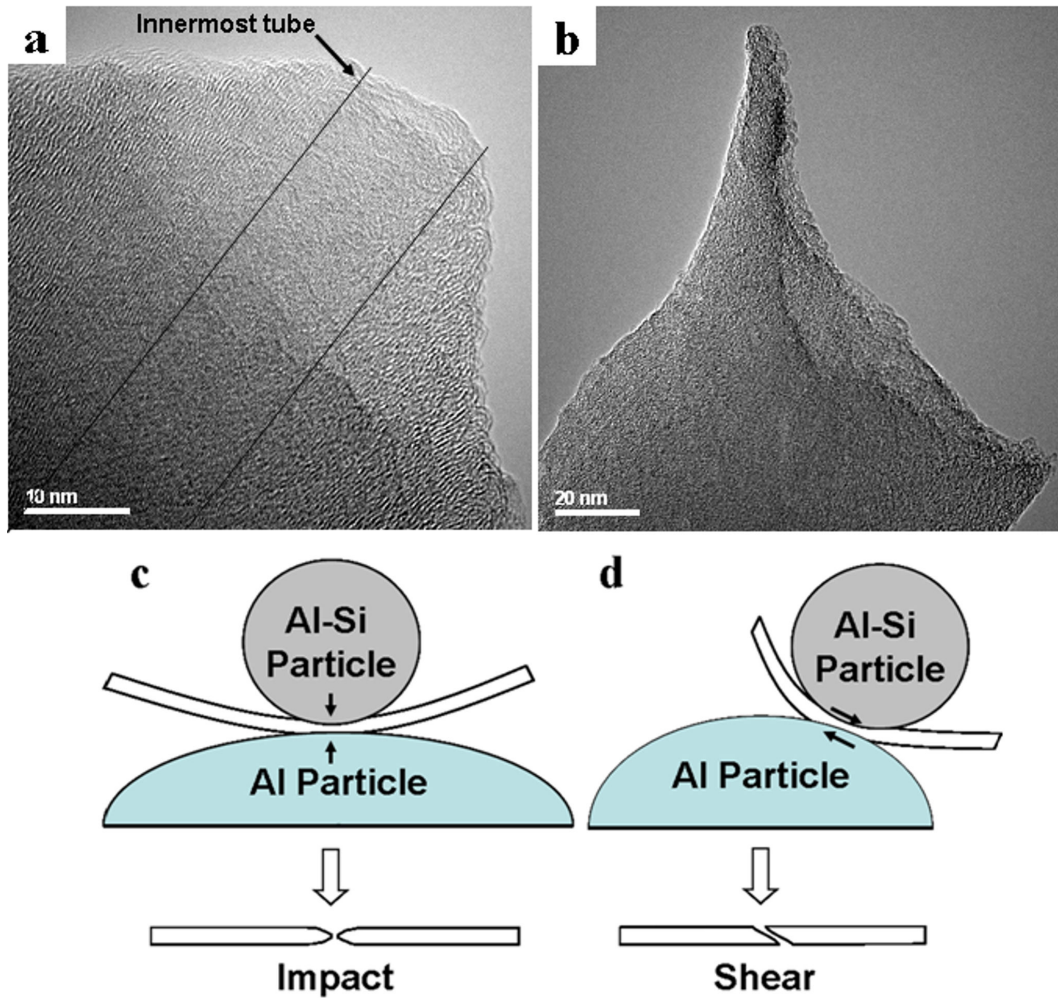 a
Innermost tube
10 nm
b
20 nm
c
Al-Si
Particle
Al Particle
Impact
d
Al-Si
Particle
Al Particle
Shear